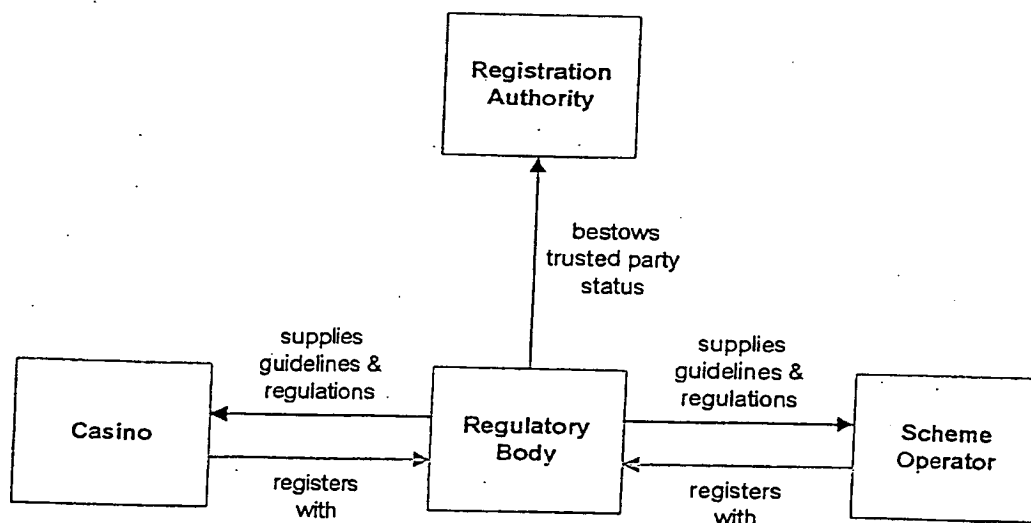 Registration
Authority
bestows
trusted party
status
supplies
guidelines &
regulations
supplies
guidelines &
regulations
Casino
Regulatory
Body
Scheme
Operator
registers
with
registers
with